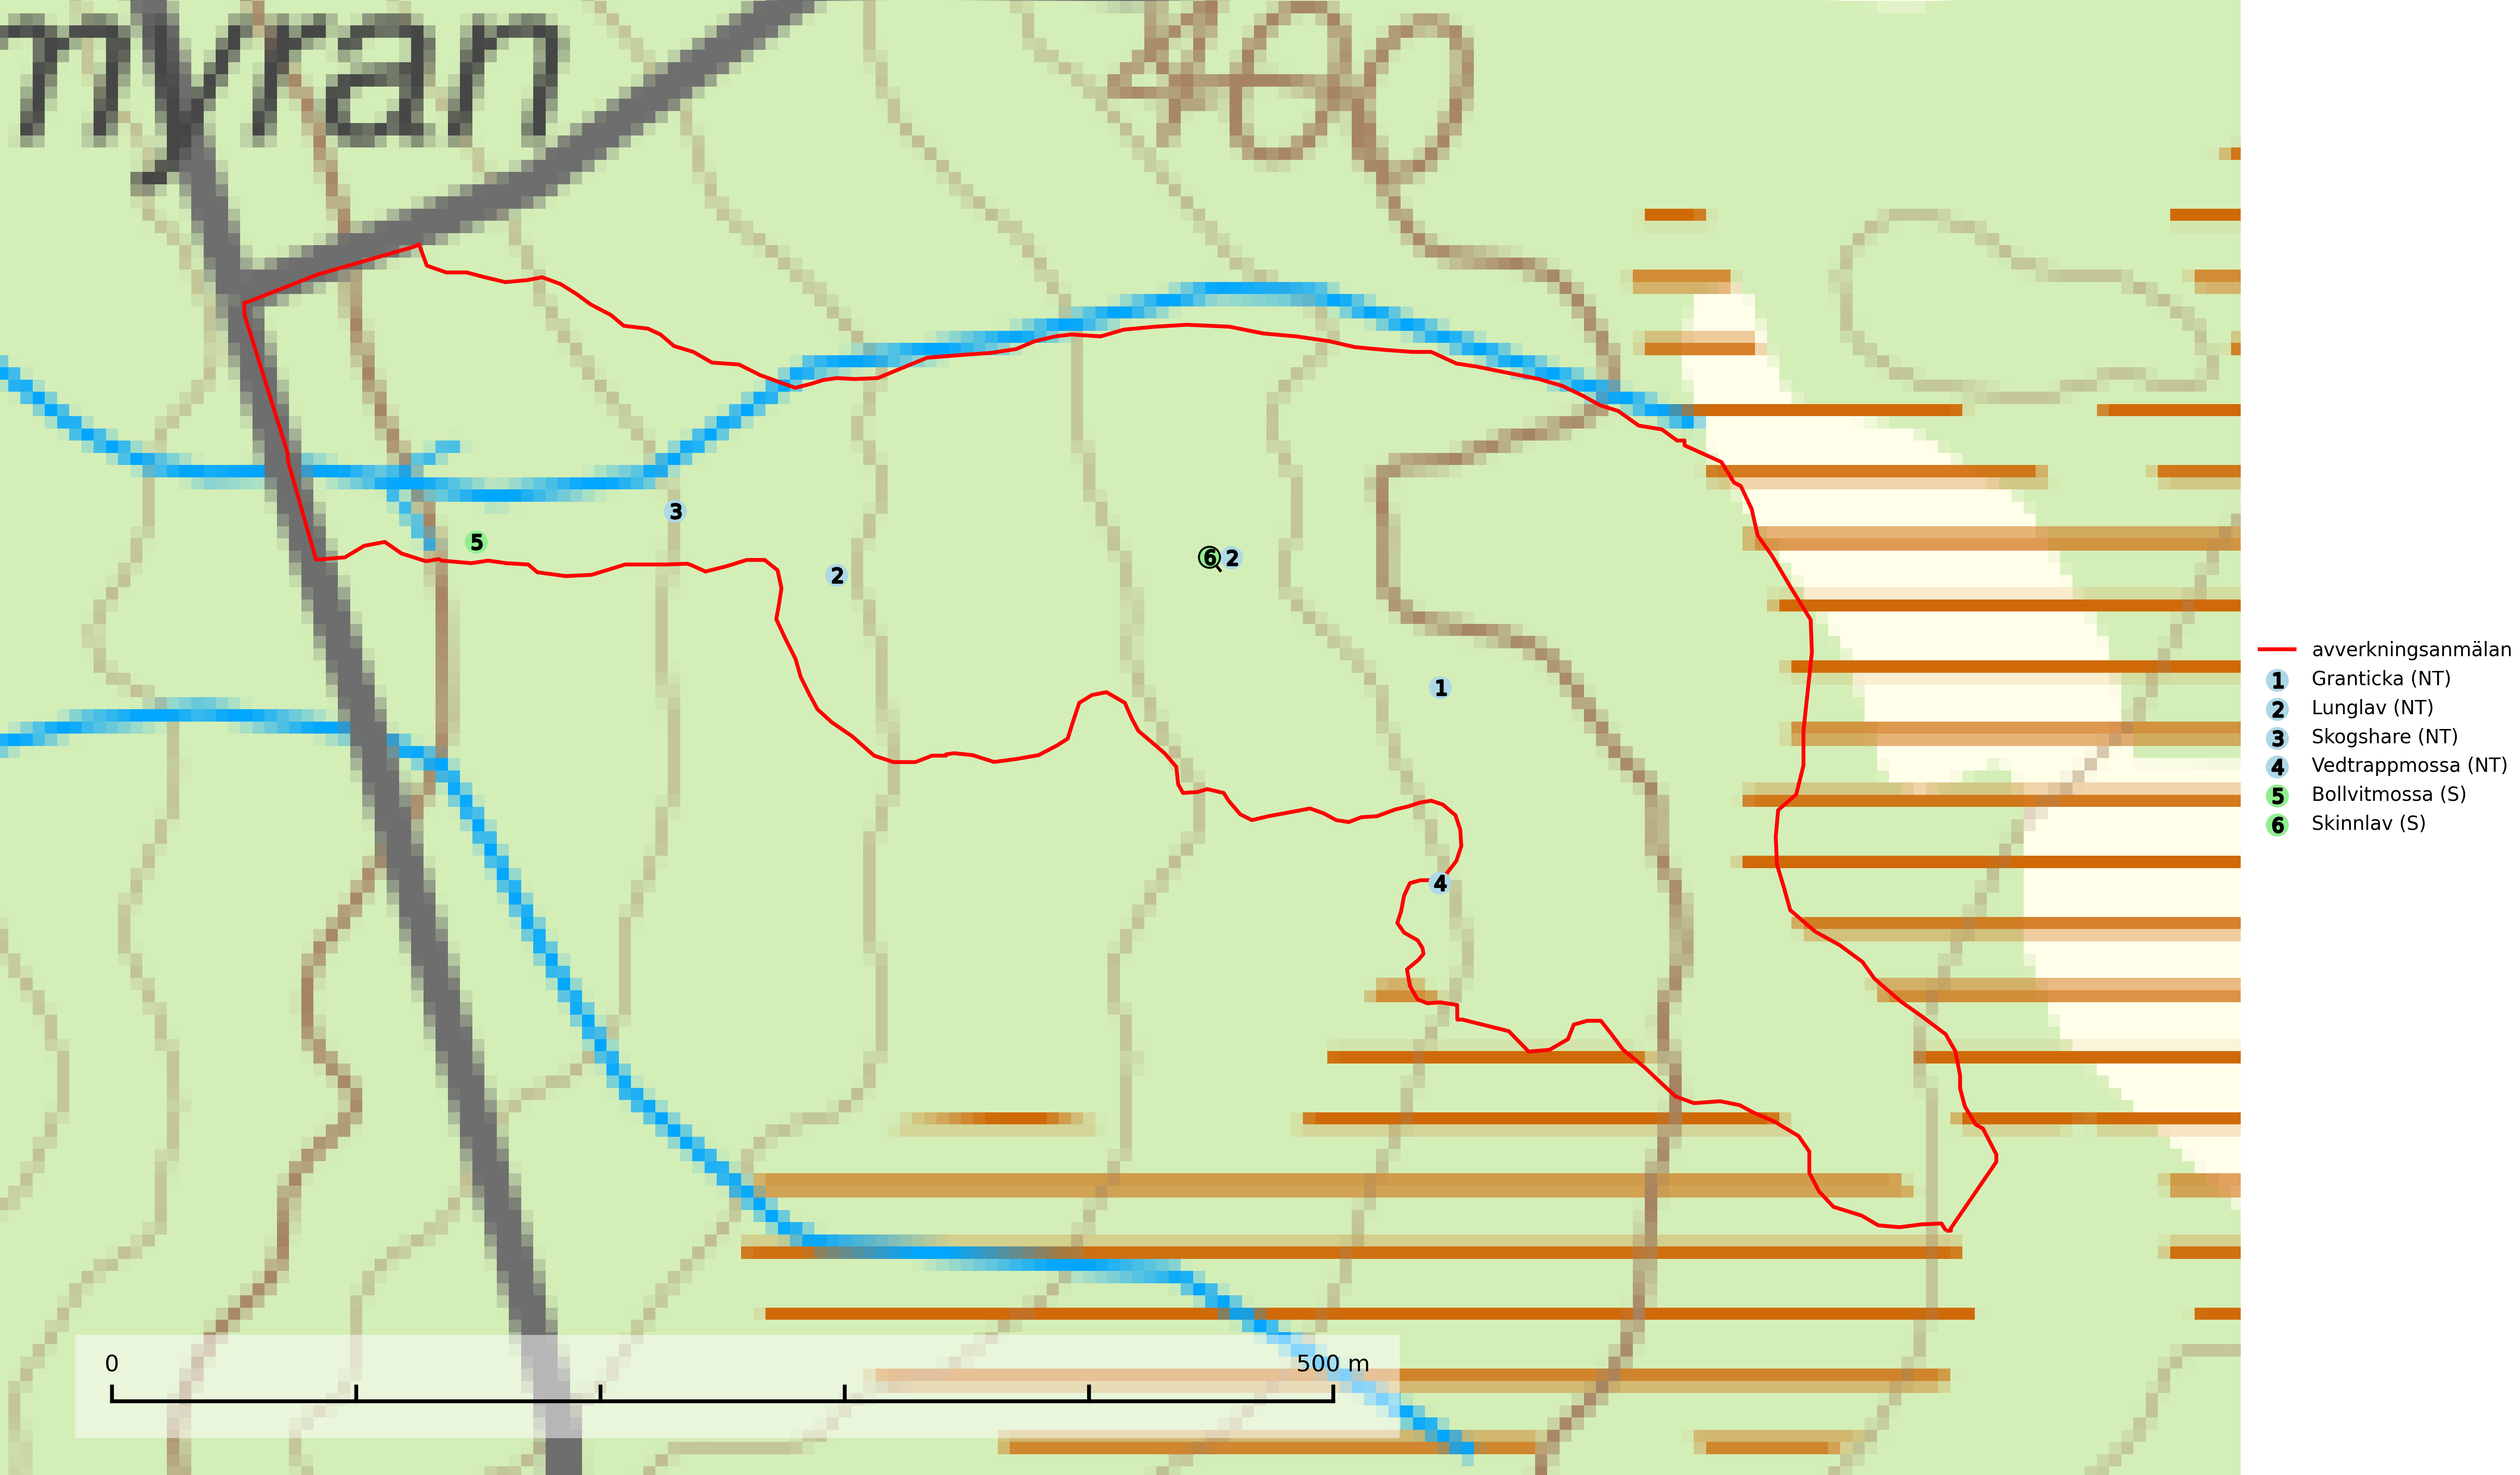 myran
400
3
5
6 2
2
1
4
0 500 m
avverkningsanmälan
1 Granticka (NT)
2 Lunglav (NT)
3 Skogshare (NT)
4 Vedtrappmossa (NT)
5 Bollvitmossa (S)
6 Skinnlav (S)